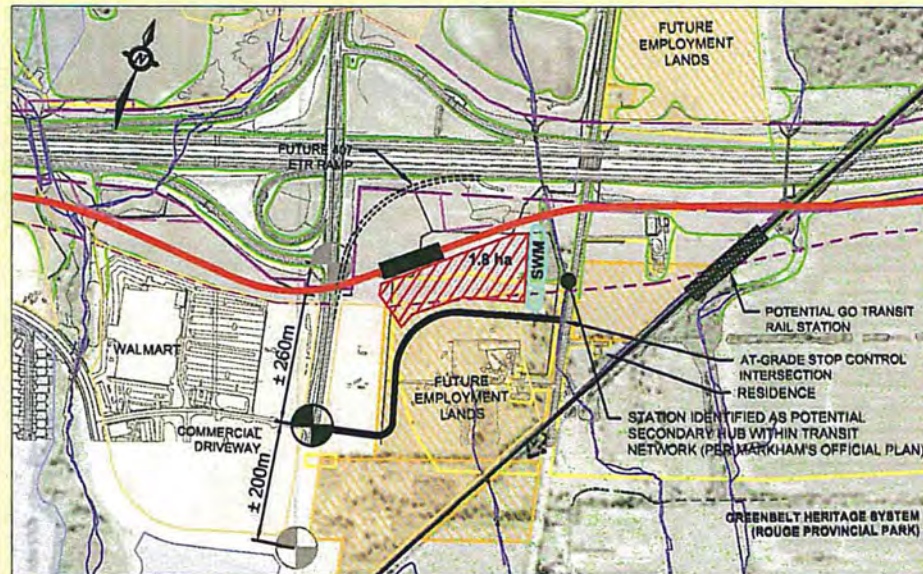 FUTURE
EMPLOYMENT
LANDS
N
FUTURE 407
ETR RAMP
1.8 ha
SWM
POTENTIAL GO TRANSIT
RAIL STATION
WALMART
± 260m
AT-GRADE STOP CONTROL
INTERSECTION
RESIDENCE
FUTURE
EMPLOYMENT
LANDS
STATION IDENTIFIED AS POTENTIAL
SECONDARY HUB WITHIN TRANSIT
NETWORK (PER MARKHAM'S OFFICIAL PLAN)
COMMERCIAL
DRIVEWAY
± 200m
GREENBELT HERITAGE SYSTEM
(ROUGE PROVINCIAL PARK)